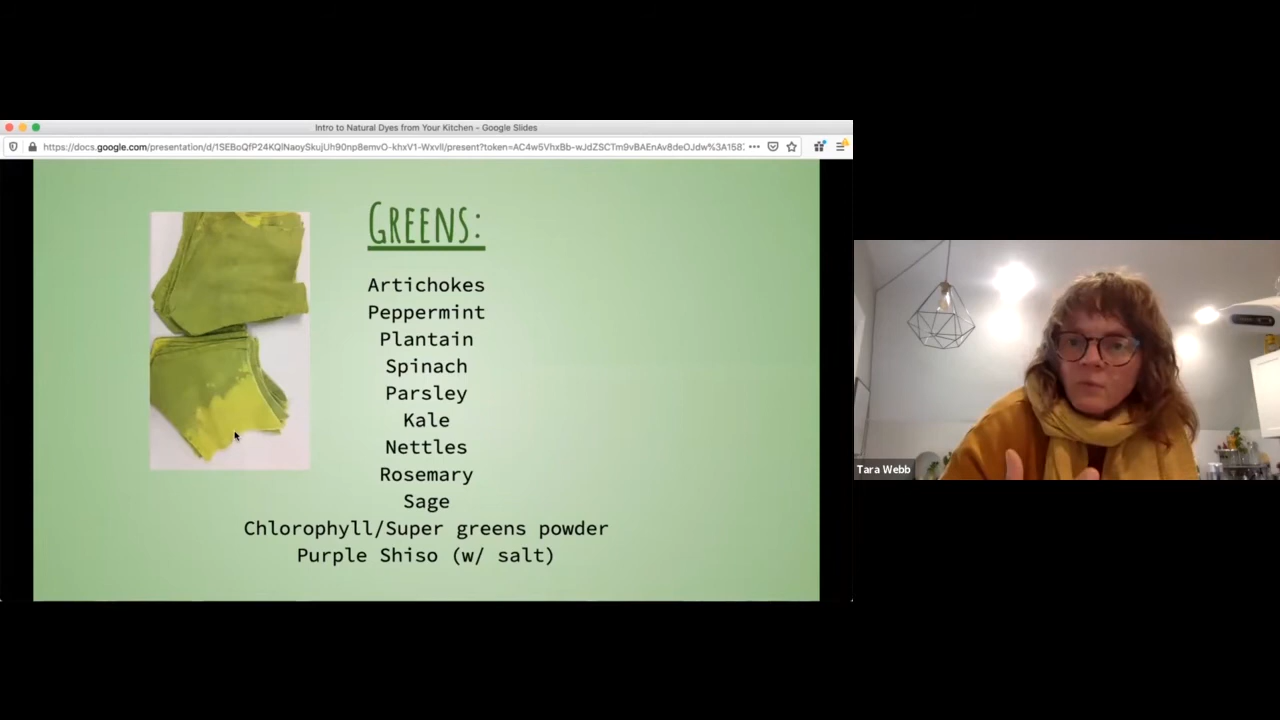 Intro to Natural Dyes from Your Kitchen - Google Slides
GREENS:
Artichokes
Peppermint
Plantain
Spinach
Parsley
Kale
Nettles
Rosemary
Sage
Chlorophyll/Super greens powder
Purple Shiso (w/ salt)
Tara Webb